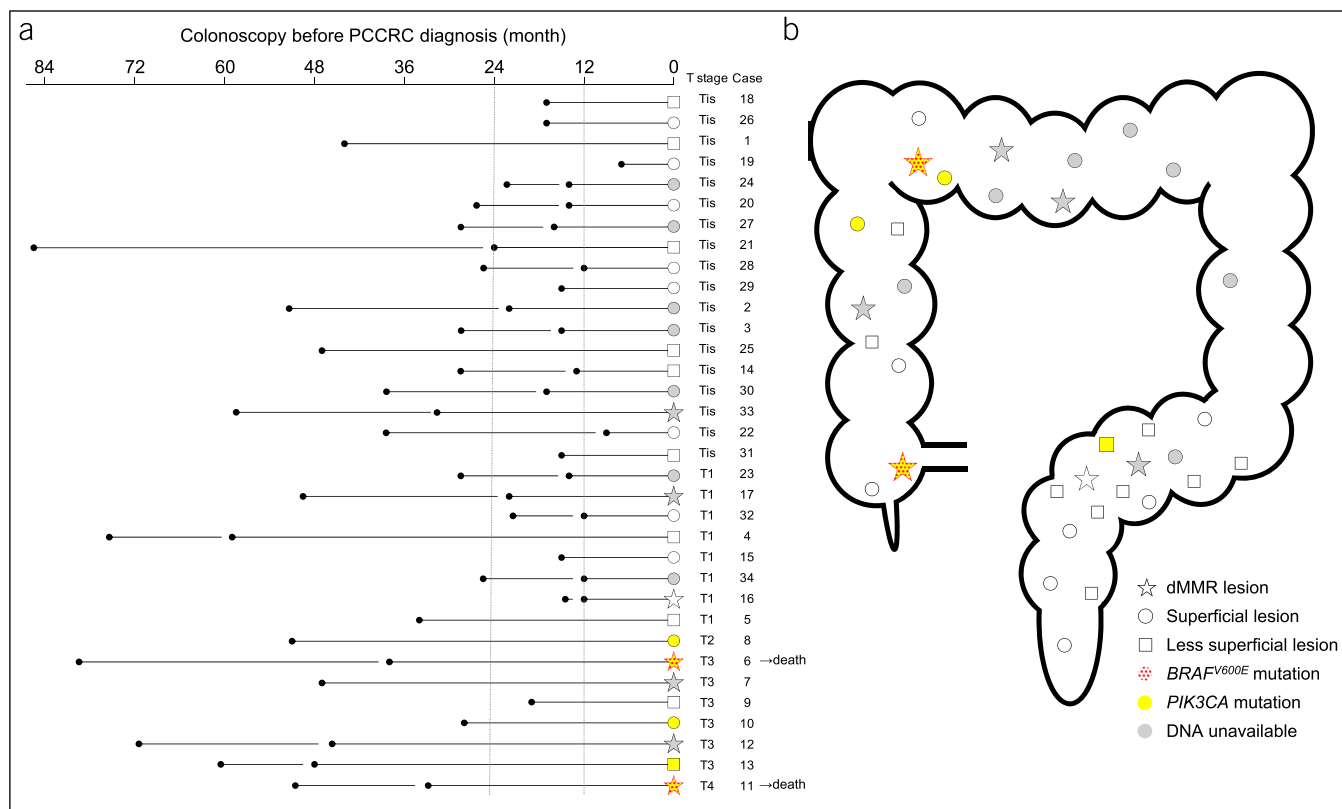 a
Colonoscopy before PCCRC diagnosis (month)
84 72 60 48 36 24 12 0
T stage Case
Tis 18
Tis 26
Tis 1
Tis 19
Tis 24
Tis 20
Tis 27
Tis 21
Tis 28
Tis 29
Tis 2
Tis 3
Tis 25
Tis 14
Tis 30
Tis 33
Tis 22
Tis 31
T1 23
T1 17
T1 32
T1 4
T1 15
T1 34
T1 16
T1 5
T2 8
T3 6 →death
T3 7
T3 9
T3 10
T3 12
T3 13
T4 11 →death
b
dMMR lesion
Superficial lesion
Less superficial lesion
BRAF^V600E mutation
PIK3CA mutation
DNA unavailable